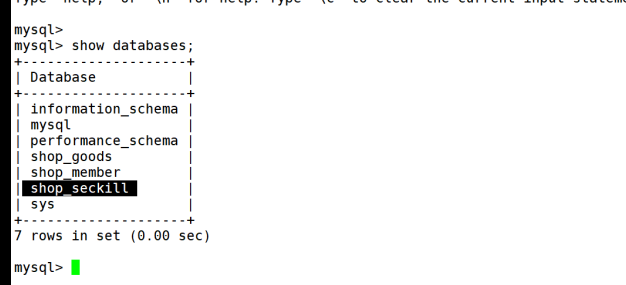 Type 'help;' or '\h' for help. Type '\c' to clear the current input stateme
mysql>
mysql> show databases;
+--------------------+
| Database           |
+--------------------+
| information_schema |
| mysql              |
| performance_schema |
| shop_goods         |
| shop_member        |
| shop_seckill       |
| sys                |
+--------------------+
7 rows in set (0.00 sec)
mysql>